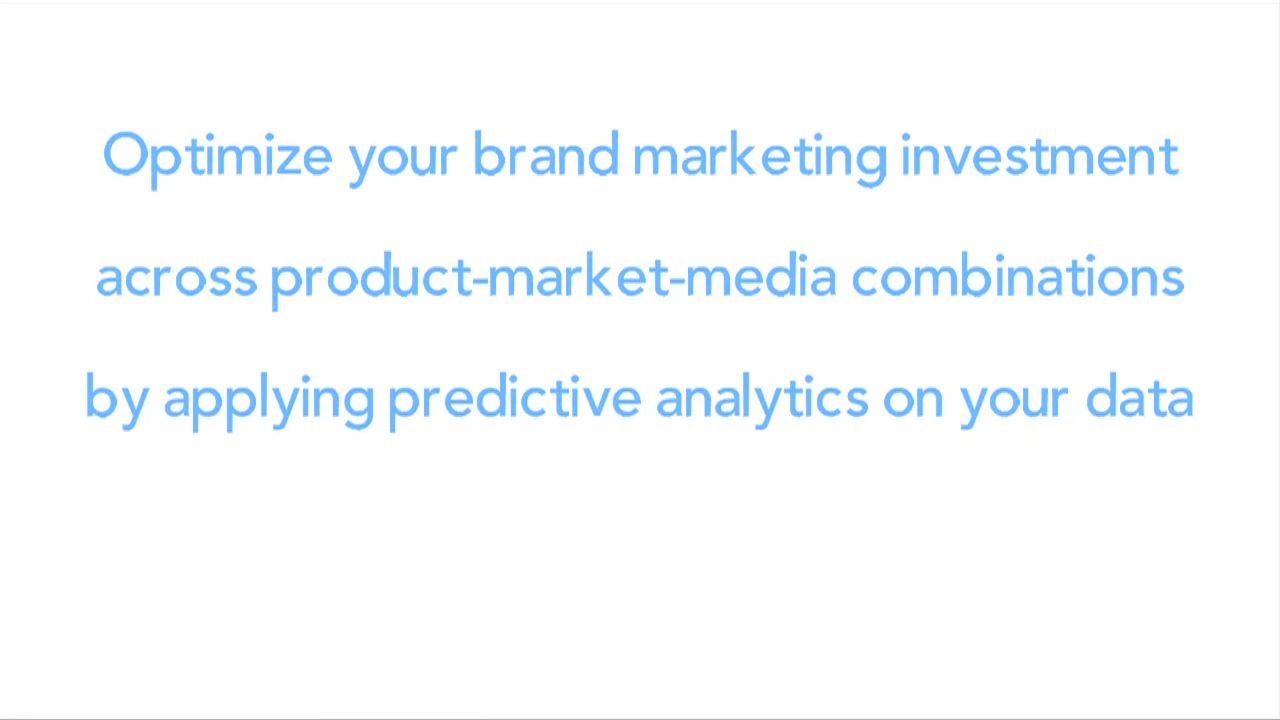 Optimize your brand marketing investment
across product-market-media combinations
by applying predictive analytics on your data